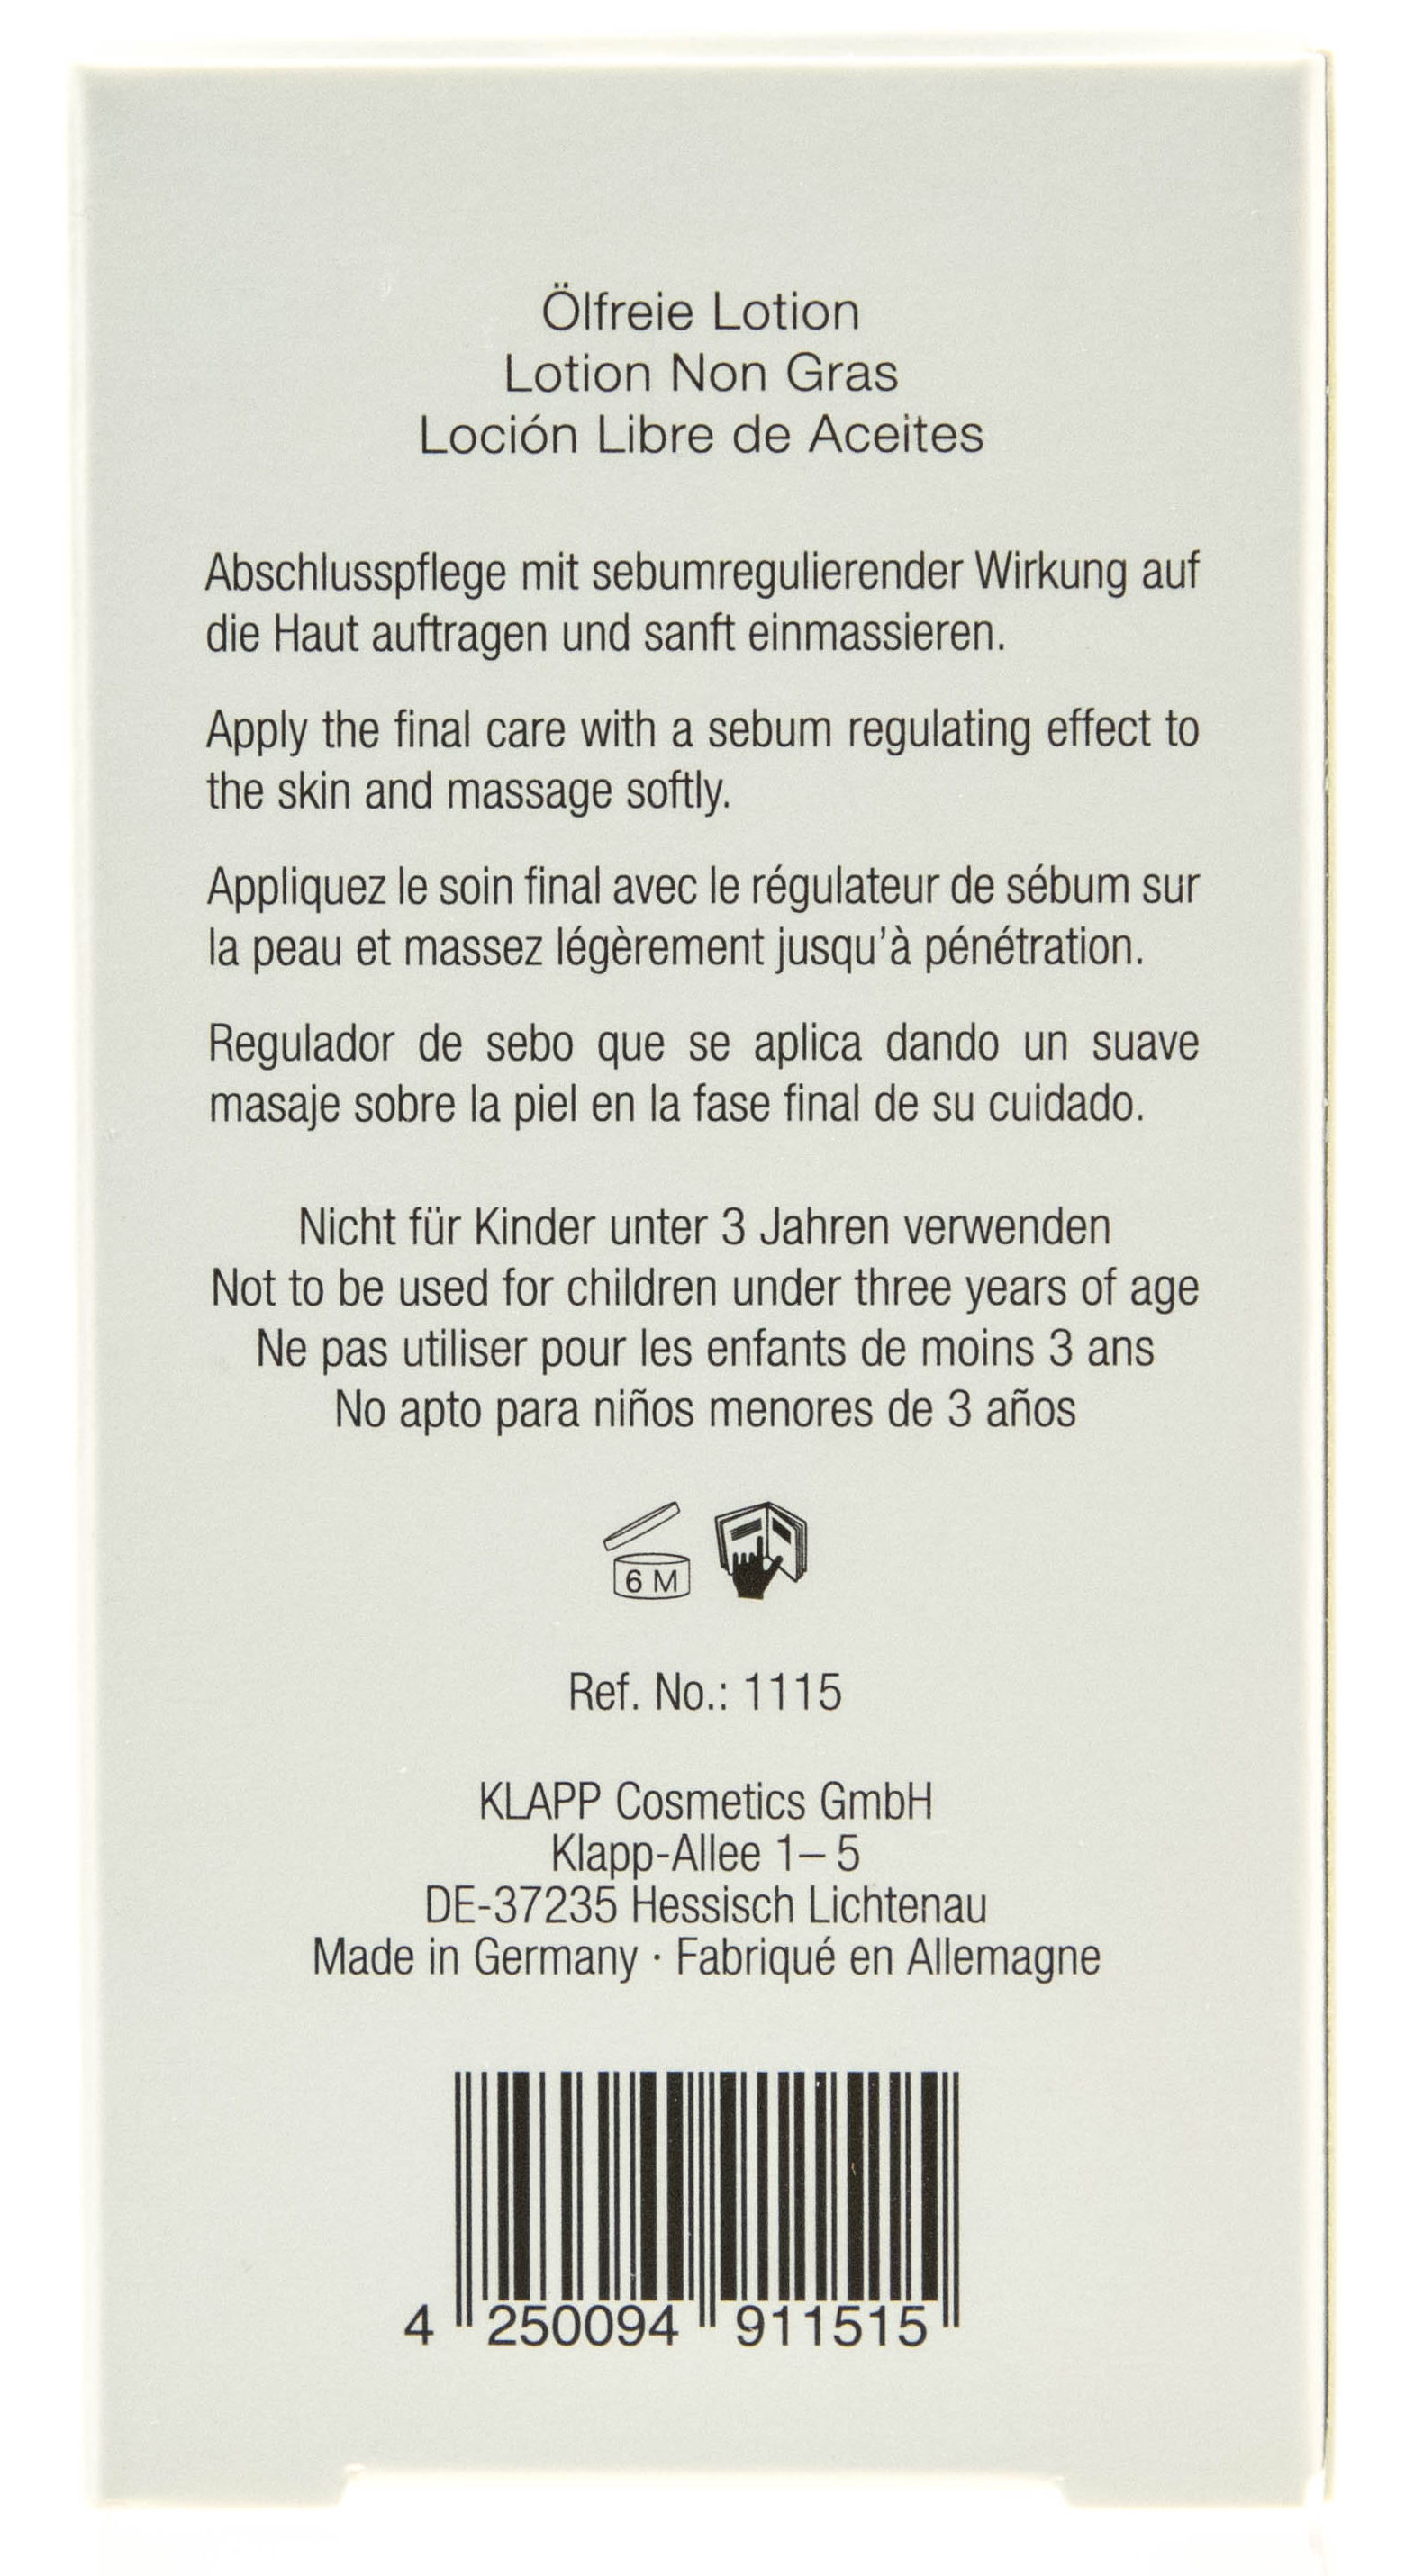 Ölfreie Lotion
Lotion Non Gras
Loción Libre de Aceites
Abschlusspflege mit sebumregulierender Wirkung auf
die Haut auftragen und sanft einmassieren.
Apply the final care with a sebum regulating effect to
the skin and massage softly.
Appliquez le soin final avec le régulateur de sébum sur
la peau et massez légèrement jusqu'à pénétration.
Regulador de sebo que se aplica dando un suave
masaje sobre la piel en la fase final de su cuidado.
Nicht für Kinder unter 3 Jahren verwenden
Not to be used for children under three years of age
Ne pas utiliser pour les enfants de moins 3 ans
No apto para niños menores de 3 años
6 M
Ref. No.: 1115
KLAPP Cosmetics GmbH
Klapp-Allee 1–5
DE-37235 Hessisch Lichtenau
Made in Germany · Fabriqué en Allemagne
4 250094 911515